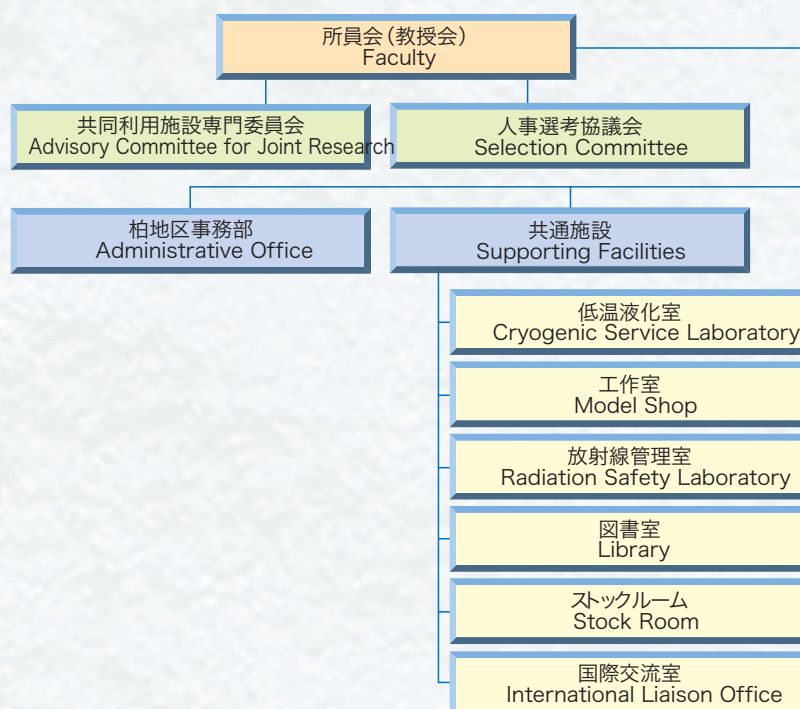 所員会（教授会）
Faculty
共同利用施設専門委員会
Advisory Committee for Joint Research
人事選考協議会
Selection Committee
柏地区事務部
Administrative Office
共通施設
Supporting Facilities
低温液化室
Cryogenic Service Laboratory
工作室
Model Shop
放射線管理室
Radiation Safety Laboratory
図書室
Library
ストックルーム
Stock Room
国際交流室
International Liaison Office